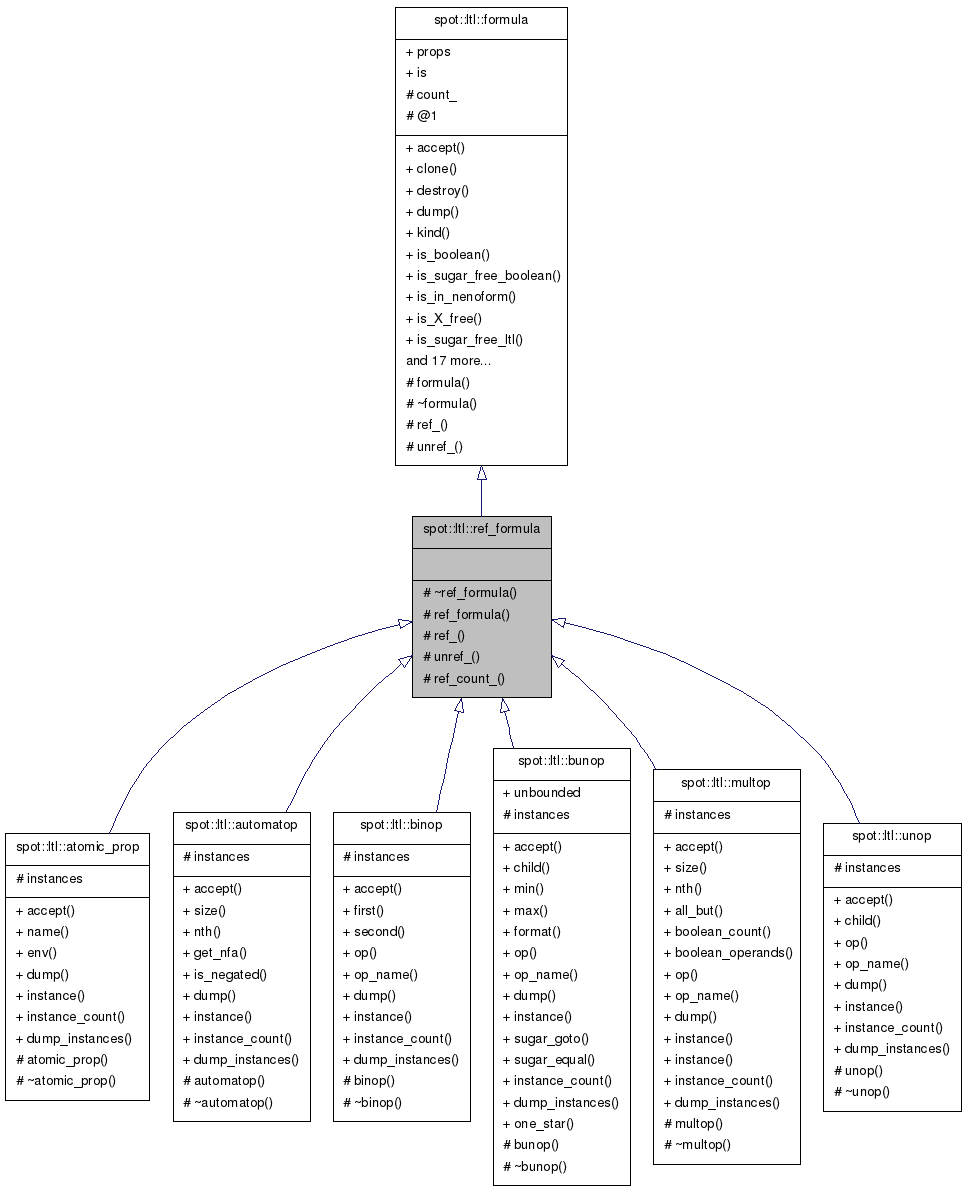 spot::ltl::formula
+ props
+ is
# count_
# @1
+ accept()
+ clone()
+ destroy()
+ dump()
+ kind()
+ is_boolean()
+ is_sugar_free_boolean()
+ is_in_nenoform()
+ is_X_free()
+ is_sugar_free_ltl()
and 17 more...
# formula()
# ~formula()
# ref_()
# unref_()
spot::ltl::ref_formula
# ~ref_formula()
# ref_formula()
# ref_()
# unref_()
# ref_count_()
spot::ltl::atomic_prop
# instances
+ accept()
+ name()
+ env()
+ dump()
+ instance()
+ instance_count()
+ dump_instances()
# atomic_prop()
# ~atomic_prop()
spot::ltl::automatop
# instances
+ accept()
+ size()
+ nth()
+ get_nfa()
+ is_negated()
+ dump()
+ instance()
+ instance_count()
+ dump_instances()
# automatop()
# ~automatop()
spot::ltl::binop
# instances
+ accept()
+ first()
+ second()
+ op()
+ op_name()
+ dump()
+ instance()
+ instance_count()
+ dump_instances()
# binop()
# ~binop()
spot::ltl::bunop
+ unbounded
# instances
+ accept()
+ child()
+ min()
+ max()
+ format()
+ op()
+ op_name()
+ dump()
+ instance()
+ sugar_goto()
+ sugar_equal()
+ instance_count()
+ dump_instances()
+ one_star()
# bunop()
# ~bunop()
spot::ltl::multop
# instances
+ accept()
+ size()
+ nth()
+ all_but()
+ boolean_count()
+ boolean_operands()
+ op()
+ op_name()
+ dump()
+ instance()
+ instance()
+ instance_count()
+ dump_instances()
# multop()
# ~multop()
spot::ltl::unop
# instances
+ accept()
+ child()
+ op()
+ op_name()
+ dump()
+ instance()
+ instance_count()
+ dump_instances()
# unop()
# ~unop()